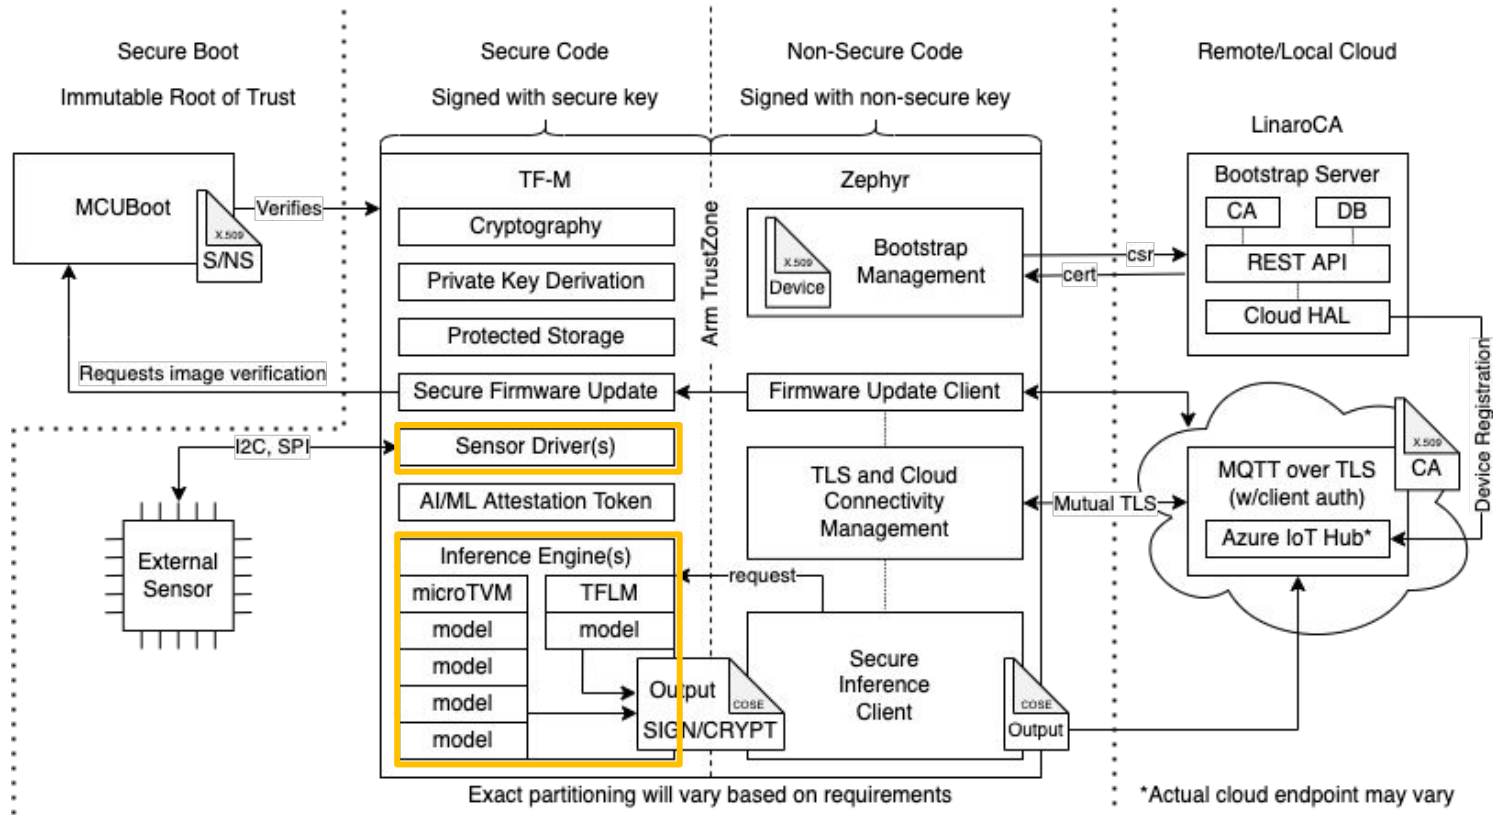 Secure Boot
Immutable Root of Trust
MCUBoot
X.509
S/NS
Verifies
Requests image verification
I2C, SPI
External
Sensor
Secure Code
Signed with secure key
TF-M
Cryptography
Private Key Derivation
Protected Storage
Secure Firmware Update
Sensor Driver(s)
AI/ML Attestation Token
Inference Engine(s)
microTVM
model
model
model
model
TFLM
model
Output
COSE
SIGN/CRYPT
Arm TrustZone
Non-Secure Code
Signed with non-secure key
Zephyr
X.509
Device
Bootstrap
Management
Firmware Update Client
TLS and Cloud
Connectivity
Management
request
Secure
Inference
Client
COSE
Output
Exact partitioning will vary based on requirements
csr
cert
Mutual TLS
Remote/Local Cloud
LinaroCA
Bootstrap Server
CA
DB
REST API
Cloud HAL
Device Registration
X.509
CA
MQTT over TLS
(w/client auth)
Azure IoT Hub*
*Actual cloud endpoint may vary